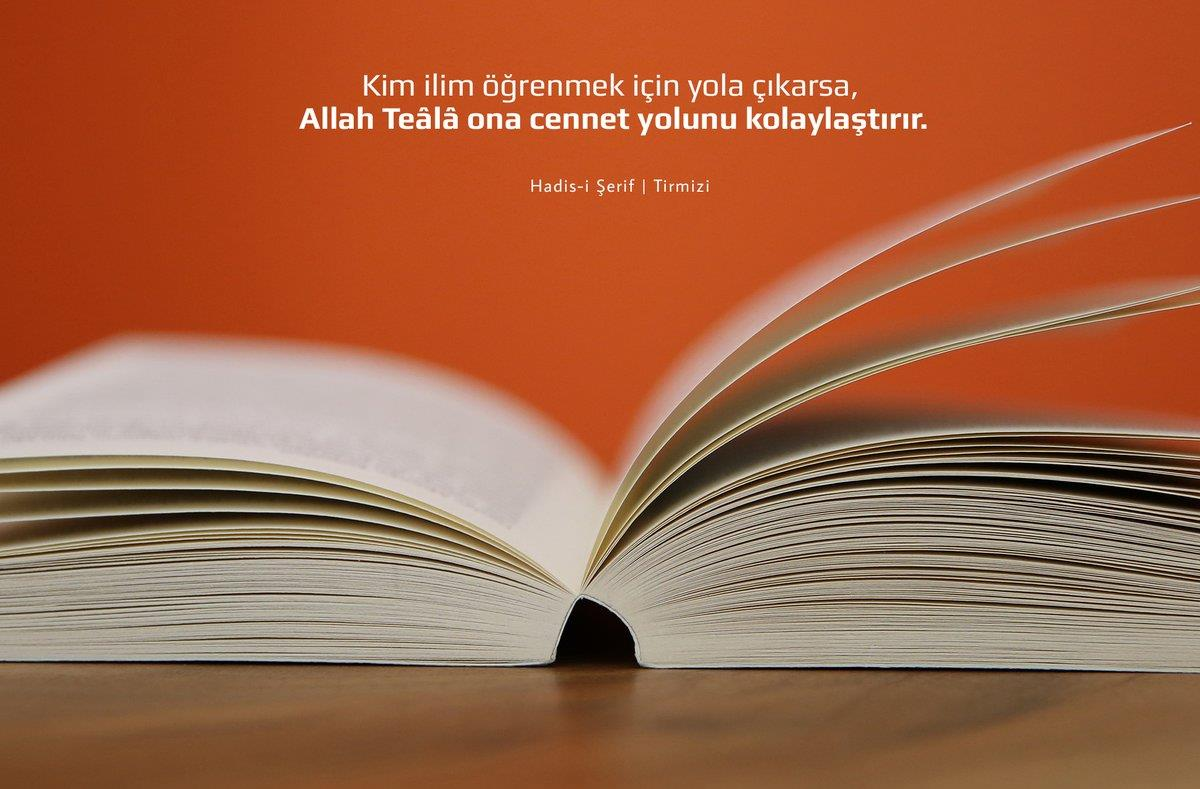 Kim ilim öğrenmek için yola çıkarsa,
Allah Teâlâ ona cennet yolunu kolaylaştırır.
Hadis-i Şerif | Tirmizi